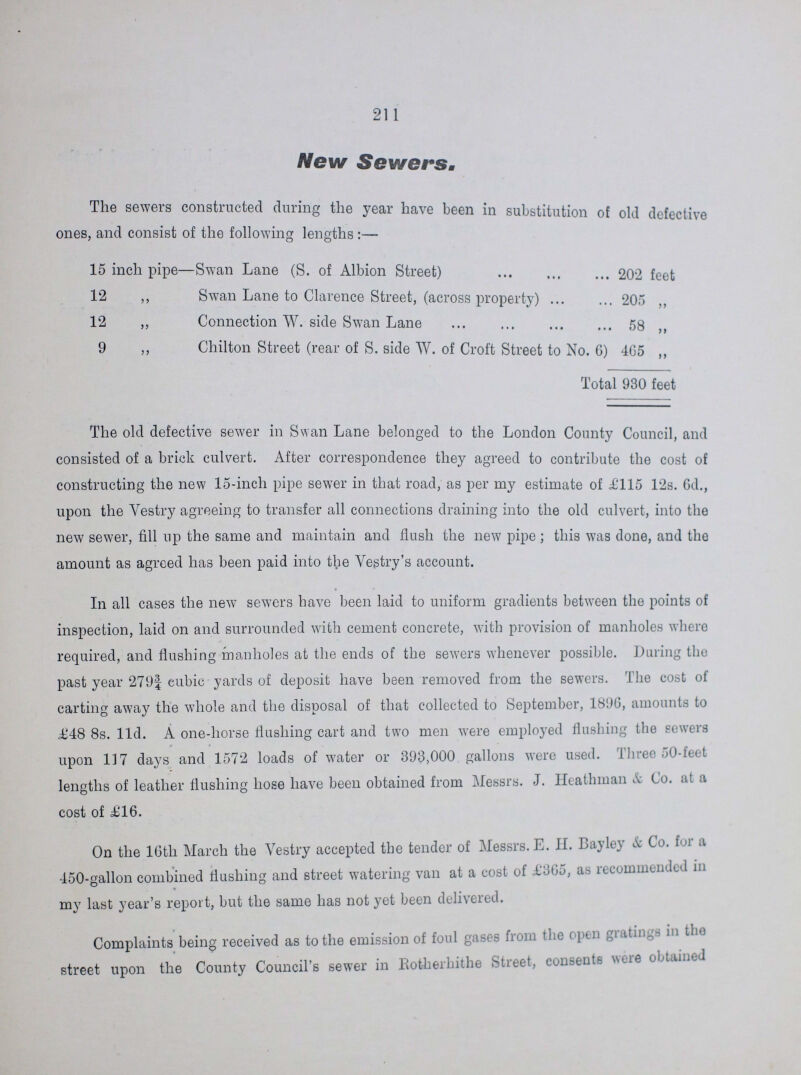 211
New Sewers.
The sewers constructed during the year have been in substitution of old defective
ones, and consist of the following lengths :—
15 inch pipe—Swan Lane (S. of Albion Street) ... ... ... 202 feet
12 ,, Swan Lane to Clarence Street, (across property) ... ... 205 ,,
12 ,, Connection W. side Swan Lane ... ... ... ... 58 ,,
9 ,, Chilton Street (rear of S. side W. of Croft Street to No. 6) 465 ,,
Total 930 feet
The old defective sewer in Swan Lane belonged to the London County Council, and
consisted of a brick culvert. After correspondence they agreed to contribute the cost of
constructing the new 15-inch pipe sewer in that road, as per my estimate of £115 12s. 6d.,
upon the Vestry agreeing to transfer all connections draining into the old culvert, into the
new sewer, fill up the same and maintain and flush the new pipe ; this was done, and the
amount as agreed has been paid into the Vestry's account.
In all cases the new sewers have been laid to uniform gradients between the points of
inspection, laid on and surrounded with cement concrete, with provision of manholes where
required, and flushing manholes at the ends of the sewers whenever possible. During the
past year 279¾ cubic yards of deposit have been removed from the sewers. The cost of
carting away the whole and the disposal of that collected to September, 1896, amounts to
£48 8s. 11d. A one-horse flushing cart and two men were employed flushing the sewers
upon 117 days and 1572 loads of water or 393,000 gallons were used. Three 50-feet
lengths of leather flushing hose have been obtained from Messrs. J. Heathman & Co. at a
cost of £16.
On the 16th March the Vestry accepted the tender of Messrs. E. H. Bayley & Co. for a
450-gallon combined flushing and street watering van at a cost of £365, as recommended in
my last year's report, but the same has not yet been delivered.
Complaints being received as to the emission of foul gases from the open gratings in the
street upon the County Council's sewer in Rotherhithe Street, consents were obtained